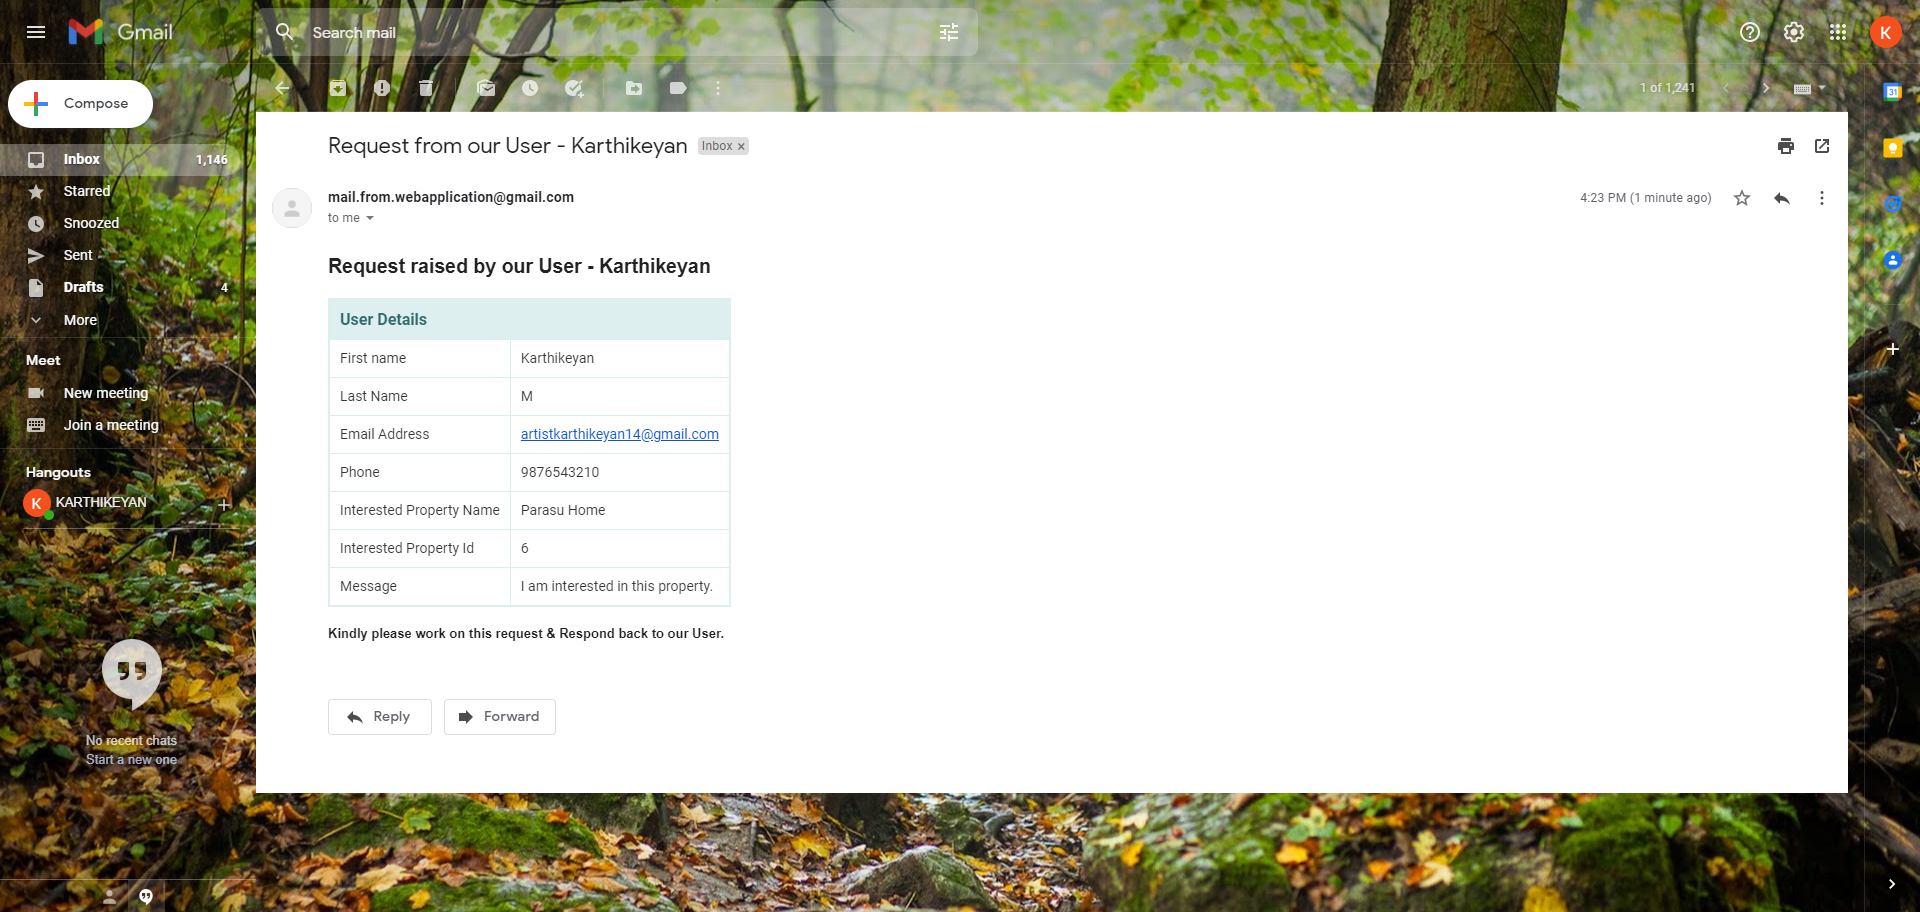 Gmail
Search mail
K
Compose
1 of 1,241
31
Inbox 1,146
Starred
Snoozed
Sent
Drafts 4
More
Meet
New meeting
Join a meeting
Hangouts
K KARTHIKEYAN
No recent chats
Start a new one
Request from our User - Karthikeyan Inbox x
mail.from.webapplication@gmail.com 4:23 PM (1 minute ago)
to me
Request raised by our User - Karthikeyan
User Details
First name Karthikeyan
Last Name M
Email Address artistkarthikeyan14@gmail.com
Phone 9876543210
Interested Property Name Parasu Home
Interested Property Id 6
Message I am interested in this property.
Kindly please work on this request & Respond back to our User.
Reply Forward